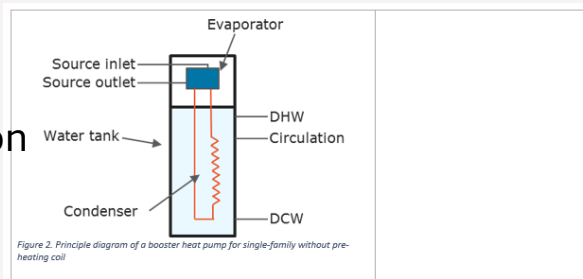 Evaporator
Source inlet
Source outlet
DHW
on
Water tank
Circulation
Condenser
DCW
Figure 2. Principle diagram of a booster heat pump for single-family without pre-
heating coil